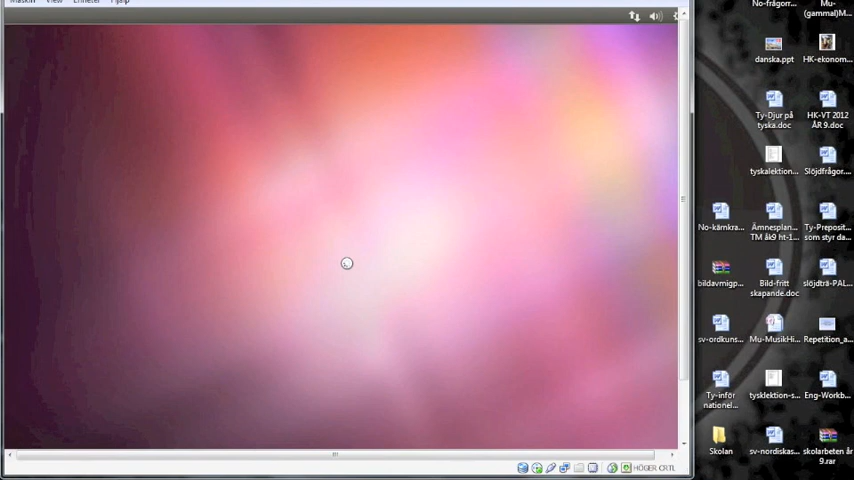 Maskin View Enheter Hjälp
No-frågorr...
Mu-
(gammal)M...
danska.ppt
HK-ekonom...
Ty-Djur på
tyska.doc
HK-VT 2012
ÅR 9.doc
tyskalektion...
Slöjdfrågor....
No-kärnkra...
Ämnesplan...
TM åk9 ht-1...
Ty-Preposit...
som styr da...
bildavmigp...
Bild-fritt
skapande.doc
slöjdträ-PAL...
sv-ordkuns...
Mu-MusikHi...
Repetition_a...
Ty-inför
nationel...
tysklektion-s...
Eng-Workb...
Skolan
sv-nordiskas...
skolarbeten år
9.rar
HÖGER CRTL